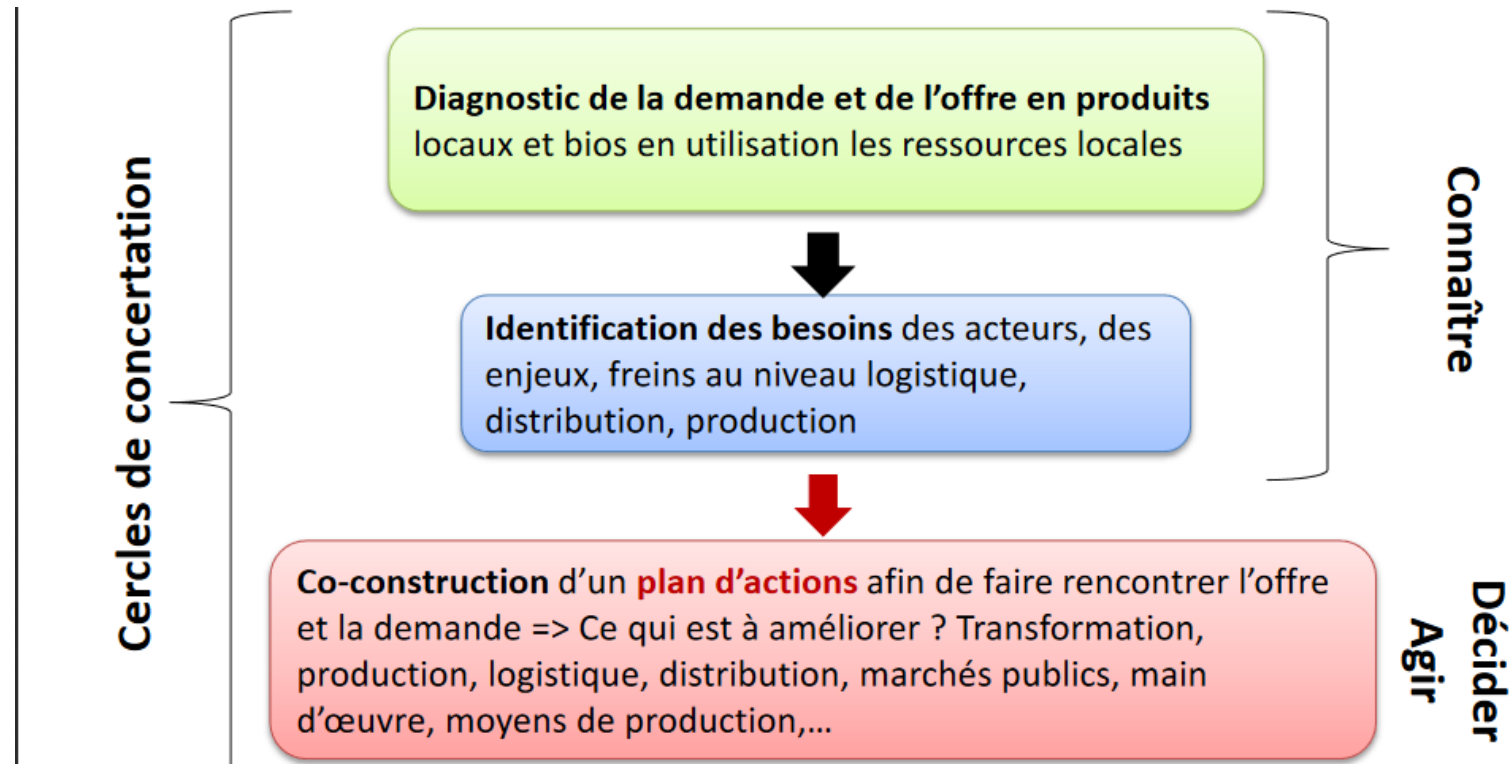 Cercles de concertation
Diagnostic de la demande et de l’offre en produits
locaux et bios en utilisation les ressources locales
Identification des besoins des acteurs, des
enjeux, freins au niveau logistique,
distribution, production
Connaître
Co-construction d’un plan d’actions afin de faire rencontrer l’offre
et la demande => Ce qui est à améliorer ? Transformation,
production, logistique, distribution, marchés publics, main
d’œuvre, moyens de production,…
Décider
Agir